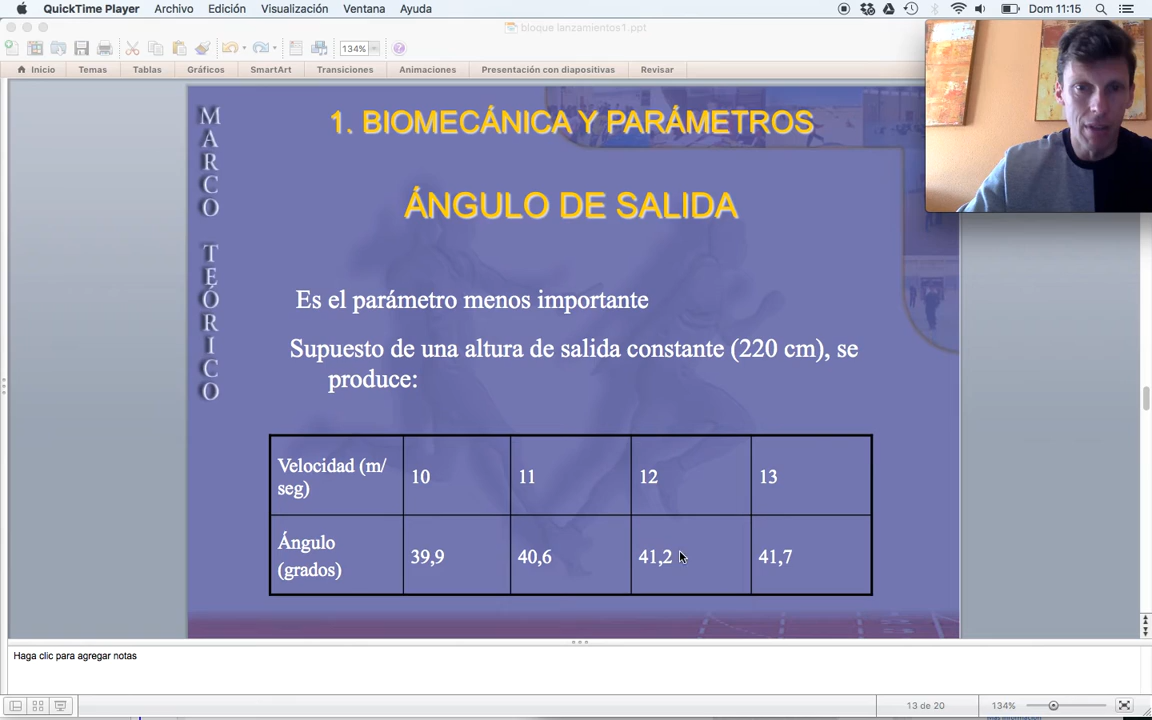 QuickTime Player Archivo Edición Visualización Ventana Ayuda Dom 11:15
bloque lanzamientos1.ppt
134%
Inicio Temas Tablas Gráficos SmartArt Transiciones Animaciones Presentación con diapositivas Revisar
MARCO TEÓRICO
1. BIOMECÁNICA Y PARÁMETROS
ÁNGULO DE SALIDA
Es el parámetro menos importante
Supuesto de una altura de salida constante (220 cm), se
produce:
Velocidad (m/
seg)
10 11 12 13
Ángulo
(grados)
39,9 40,6 41,2 41,7
Haga clic para agregar notas
13 de 20 134%